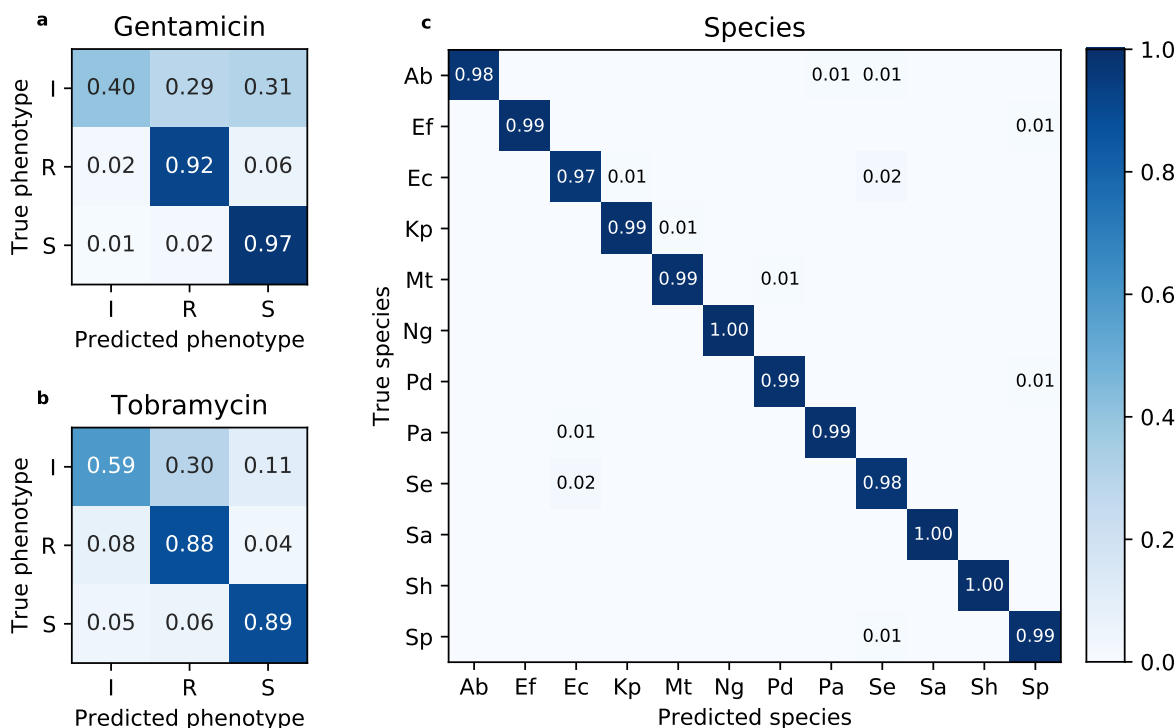 a
Gentamicin
True phenotype
I 0.40 0.29 0.31
R 0.02 0.92 0.06
S 0.01 0.02 0.97
I R S
Predicted phenotype
b
Tobramycin
True phenotype
I 0.59 0.30 0.11
R 0.08 0.88 0.04
S 0.05 0.06 0.89
I R S
Predicted phenotype
c
Species
True species
Ab 0.98 0.01 0.01
Ef 0.99 0.01
Ec 0.97 0.01 0.02
Kp 0.99 0.01
Mt 0.99 0.01
Ng 1.00
Pd 0.99 0.01
Pa 0.01 0.99
Se 0.02 0.98
Sa 1.00
Sh 1.00
Sp 0.01 0.99
Ab Ef Ec Kp Mt Ng Pd Pa Se Sa Sh Sp
Predicted species
1.0
0.8
0.6
0.4
0.2
0.0